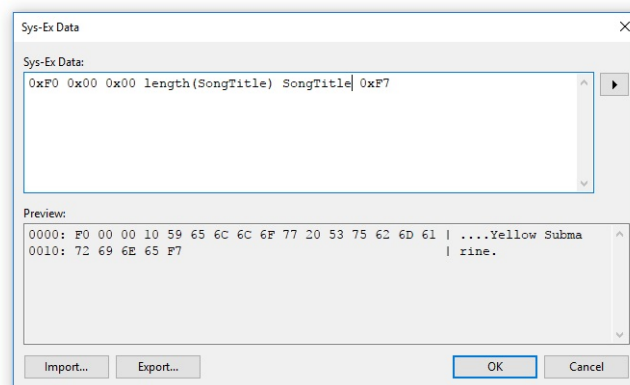 Sys-Ex Data
Sys-Ex Data:
0xF0 0x00 0x00 length(SongTitle) SongTitle 0xF7
Preview:
0000: F0 00 00 10 59 65 6C 6C 6F 77 20 53 75 62 6D 61 | ....Yellow Subma
0010: 72 69 6E 65 F7 | rine.
Import... Export... OK Cancel